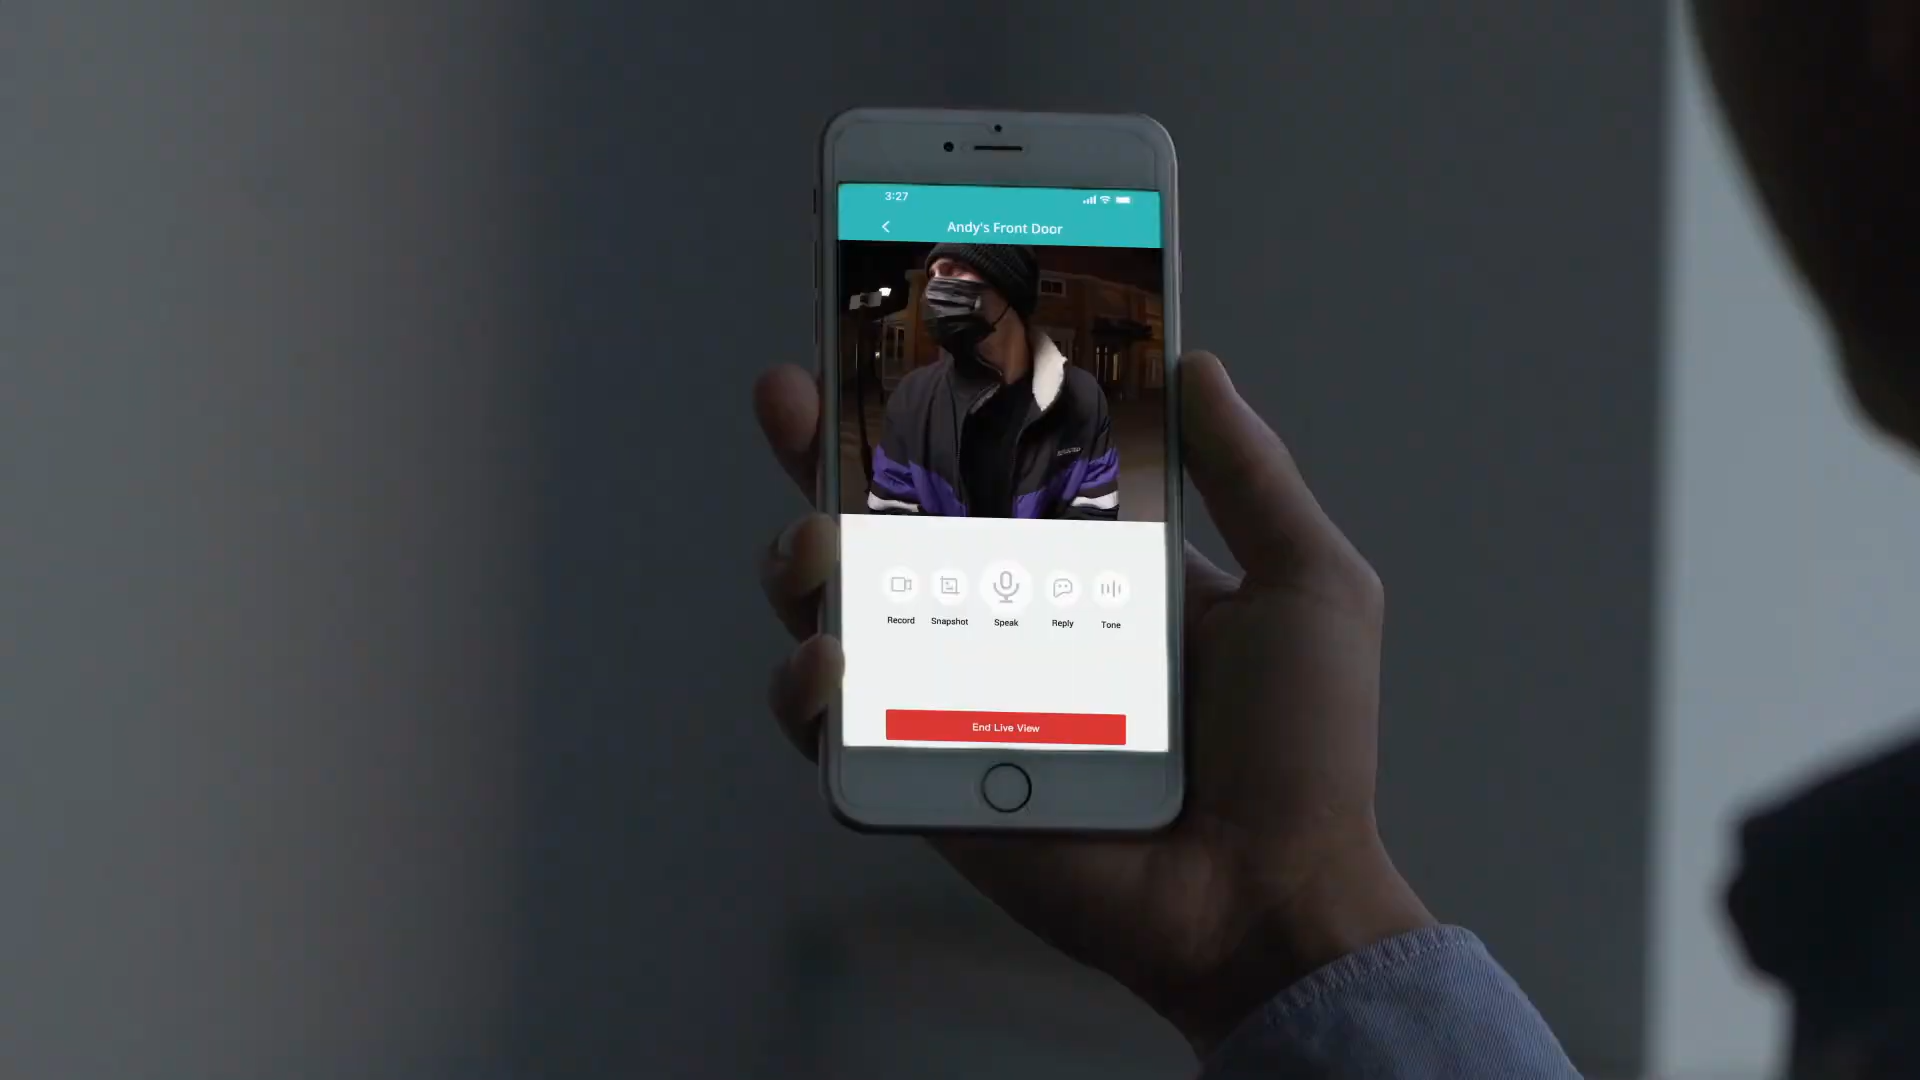 3:27
Andy's Front Door
Record Snapshot Speak Reply Tone
End Live View